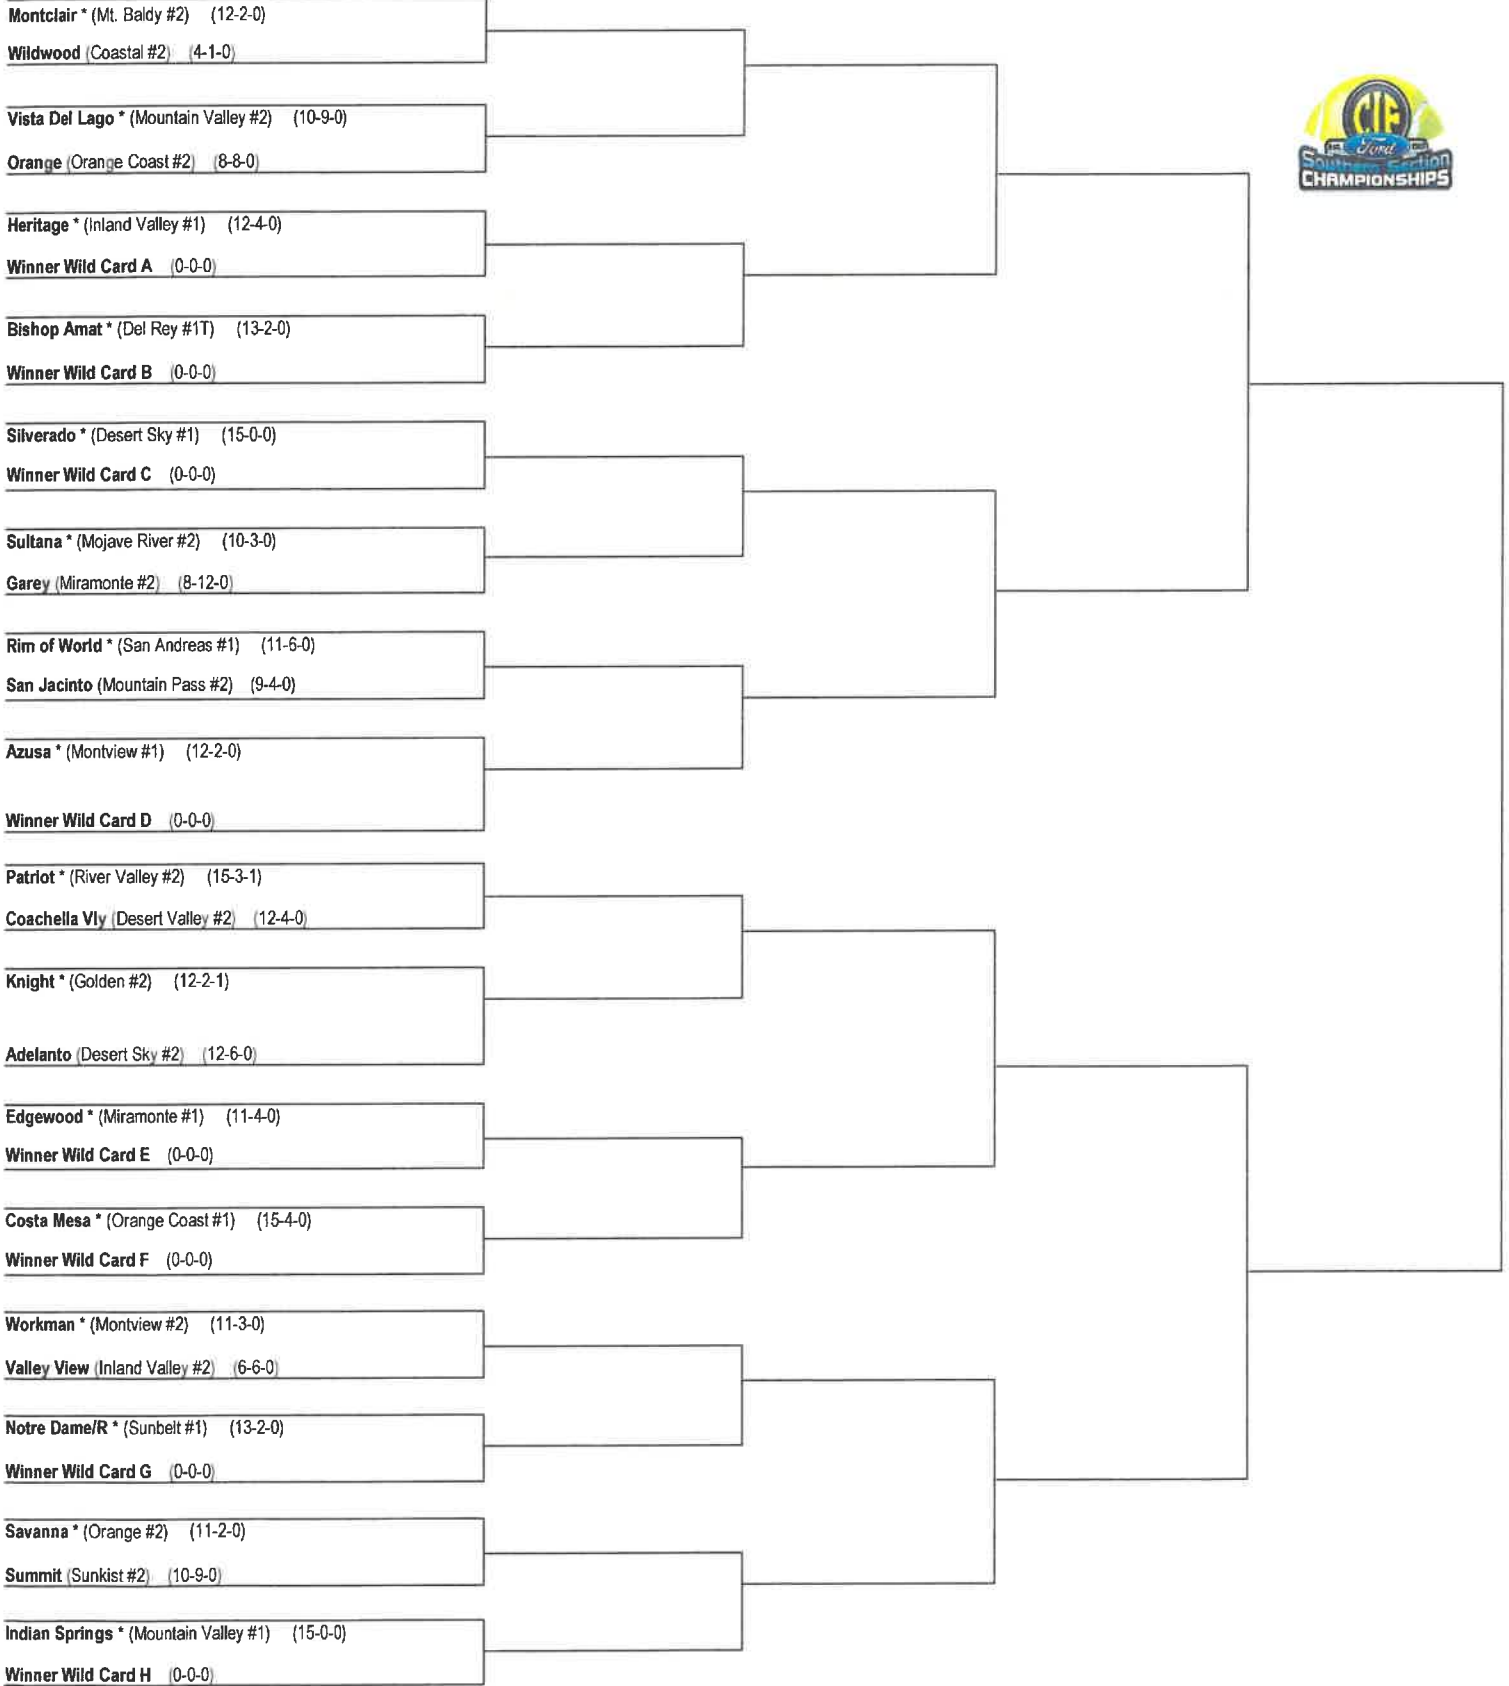 Montclair * (Mt. Baldy #2) (12-2-0)
Wildwood (Coastal #2) (4-1-0)
Vista Del Lago * (Mountain Valley #2) (10-9-0)
Orange (Orange Coast #2) (8-8-0)
Heritage * (Inland Valley #1) (12-4-0)
Winner Wild Card A (0-0-0)
Bishop Amat * (Del Rey #1T) (13-2-0)
Winner Wild Card B (0-0-0)
Silverado * (Desert Sky #1) (15-0-0)
Winner Wild Card C (0-0-0)
Sultana * (Mojave River #2) (10-3-0)
Garey (Miramonte #2) (8-12-0)
Rim of World * (San Andreas #1) (11-6-0)
San Jacinto (Mountain Pass #2) (9-4-0)
Azusa * (Montview #1) (12-2-0)
Winner Wild Card D (0-0-0)
Patriot * (River Valley #2) (15-3-1)
Coachella Vly (Desert Valley #2) (12-4-0)
Knight * (Golden #2) (12-2-1)
Adelanto (Desert Sky #2) (12-6-0)
Edgewood * (Miramonte #1) (11-4-0)
Winner Wild Card E (0-0-0)
Costa Mesa * (Orange Coast #1) (15-4-0)
Winner Wild Card F (0-0-0)
Workman * (Montview #2) (11-3-0)
Valley View (Inland Valley #2) (6-6-0)
Notre Dame/R * (Sunbelt #1) (13-2-0)
Winner Wild Card G (0-0-0)
Savanna * (Orange #2) (11-2-0)
Summit (Sunkist #2) (10-9-0)
Indian Springs * (Mountain Valley #1) (15-0-0)
Winner Wild Card H (0-0-0)
CIF
Ford
Southern Section
CHAMPIONSHIPS